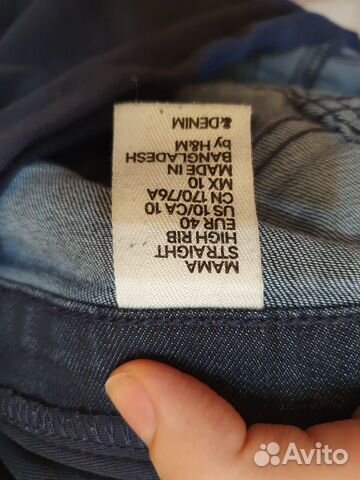 MAMA
STRAIGHT
HIGH RIB
EUR 40
US 10/CA 10
CN 170/76A
MX 10
MADE IN
BANGLADESH
by H&M
&DENIM
Avito